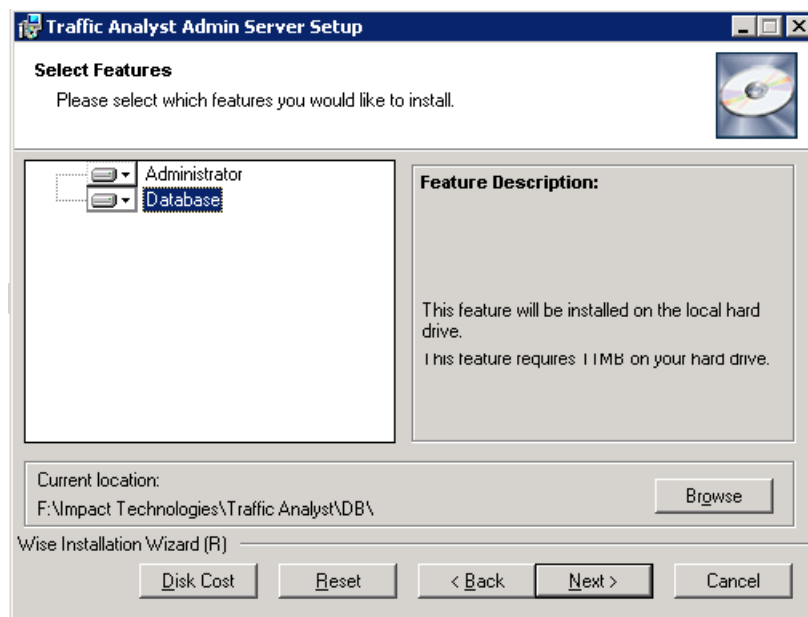 Traffic Analyst Admin Server Setup
Select Features
Please select which features you would like to install.
Administrator
Database
Feature Description:
This feature will be installed on the local hard
drive.
This feature requires 11MB on your hard drive.
Current location:
F:\Impact Technologies\Traffic Analyst\DB\
Browse
Wise Installation Wizard (R)
Disk Cost
Reset
< Back
Next >
Cancel